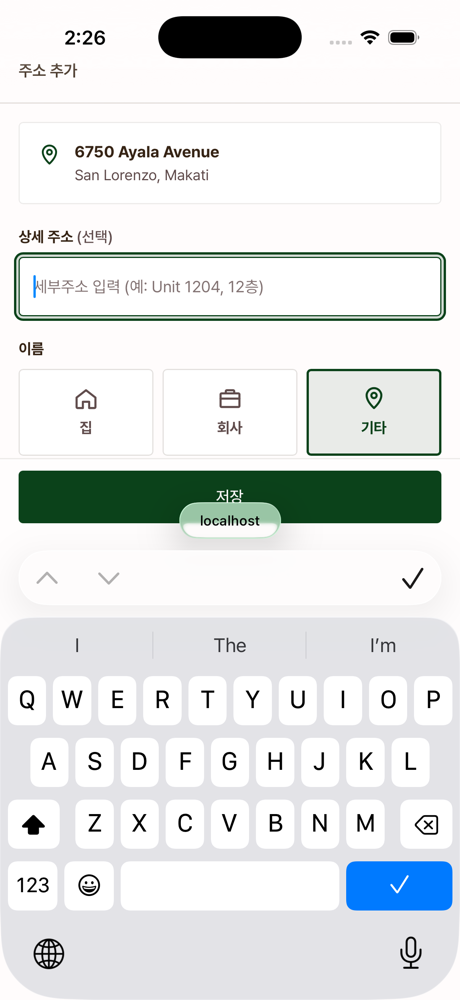 2:26
주소 추가
6750 Ayala Avenue
San Lorenzo, Makati
상세 주소 (선택)
세부주소 입력 (예: Unit 1204, 12층)
이름
집 회사 기타
저장
localhost
I The I’m
Q W E R T Y U I O P
A S D F G H J K L
Z X C V B N M
123